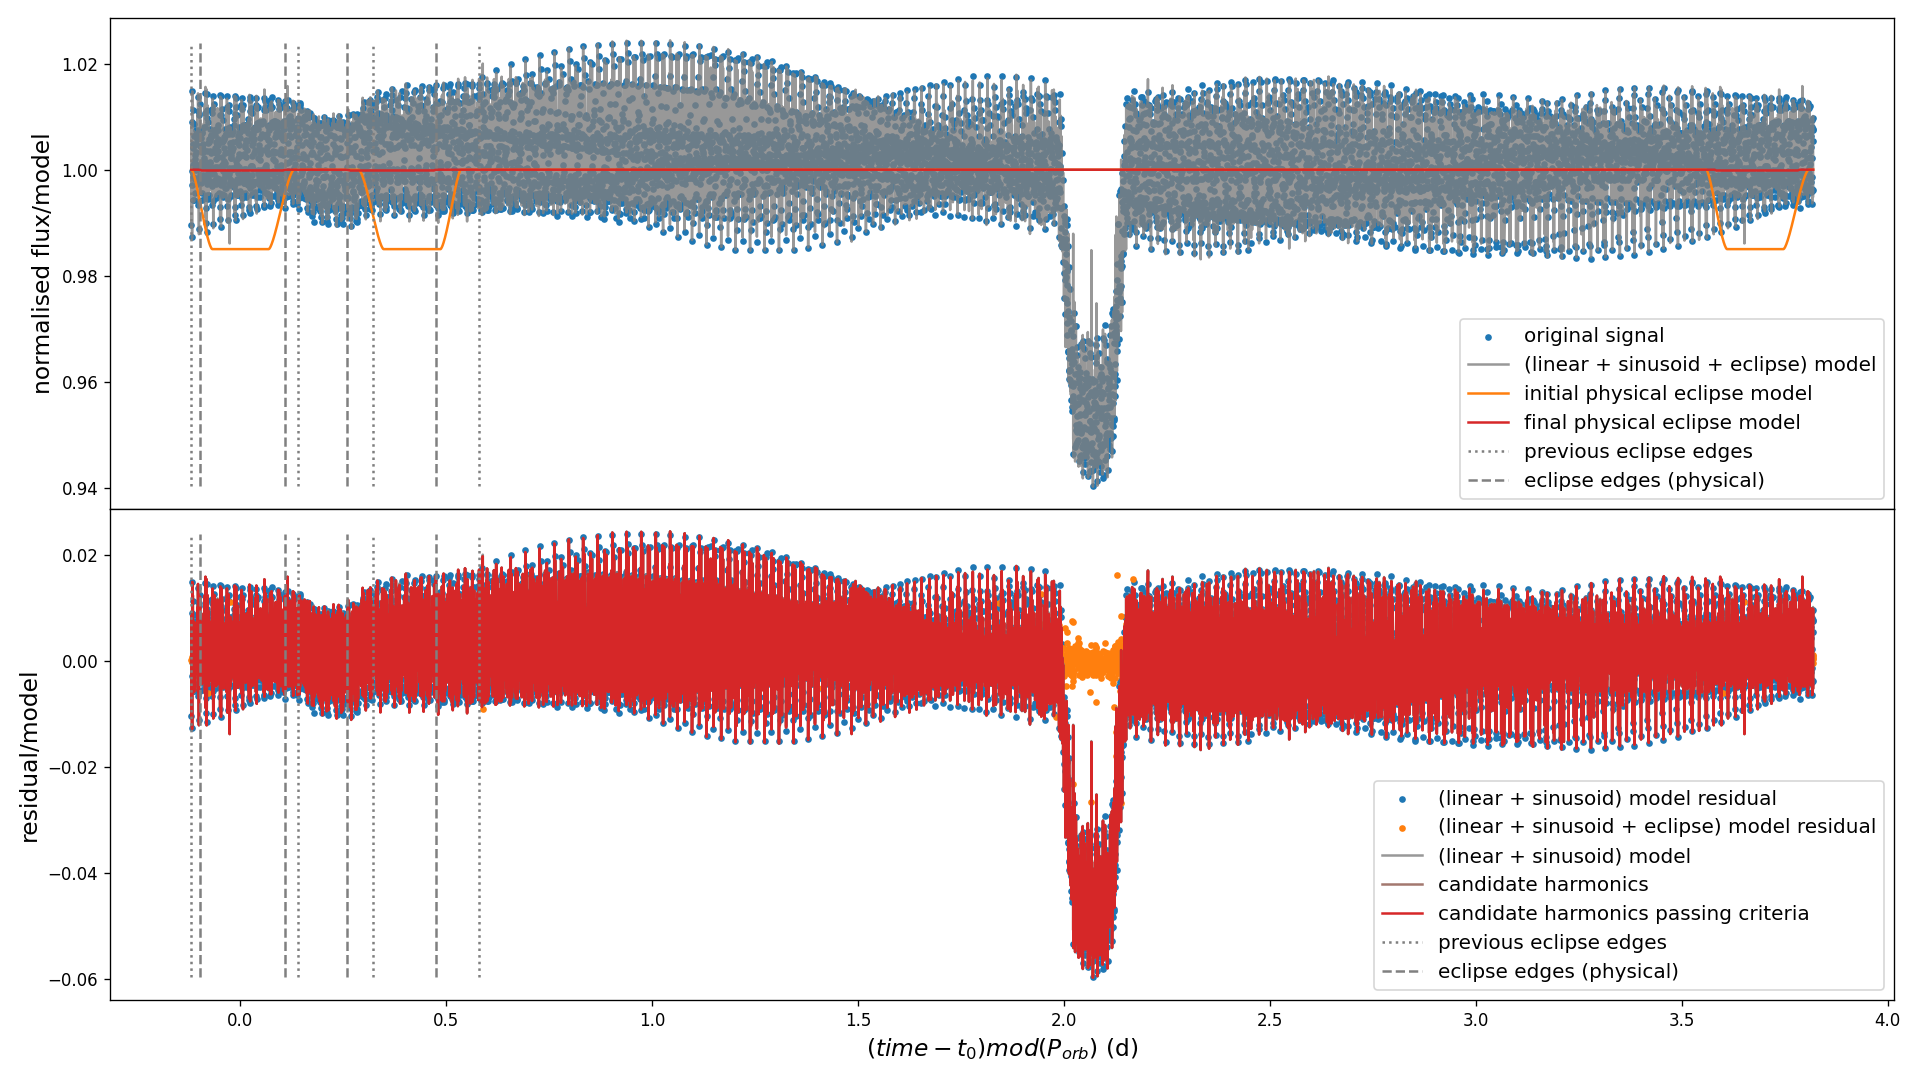 1.02
1.00
0.98
0.96
0.94
normalised flux/model
original signal
(linear + sinusoid + eclipse) model
initial physical eclipse model
final physical eclipse model
previous eclipse edges
eclipse edges (physical)
0.02
0.00
−0.02
−0.04
−0.06
residual/model
(linear + sinusoid) model residual
(linear + sinusoid + eclipse) model residual
(linear + sinusoid) model
candidate harmonics
candidate harmonics passing criteria
previous eclipse edges
eclipse edges (physical)
0.0 0.5 1.0 1.5 2.0 2.5 3.0 3.5 4.0
(time − t₀)mod(P_orb) (d)